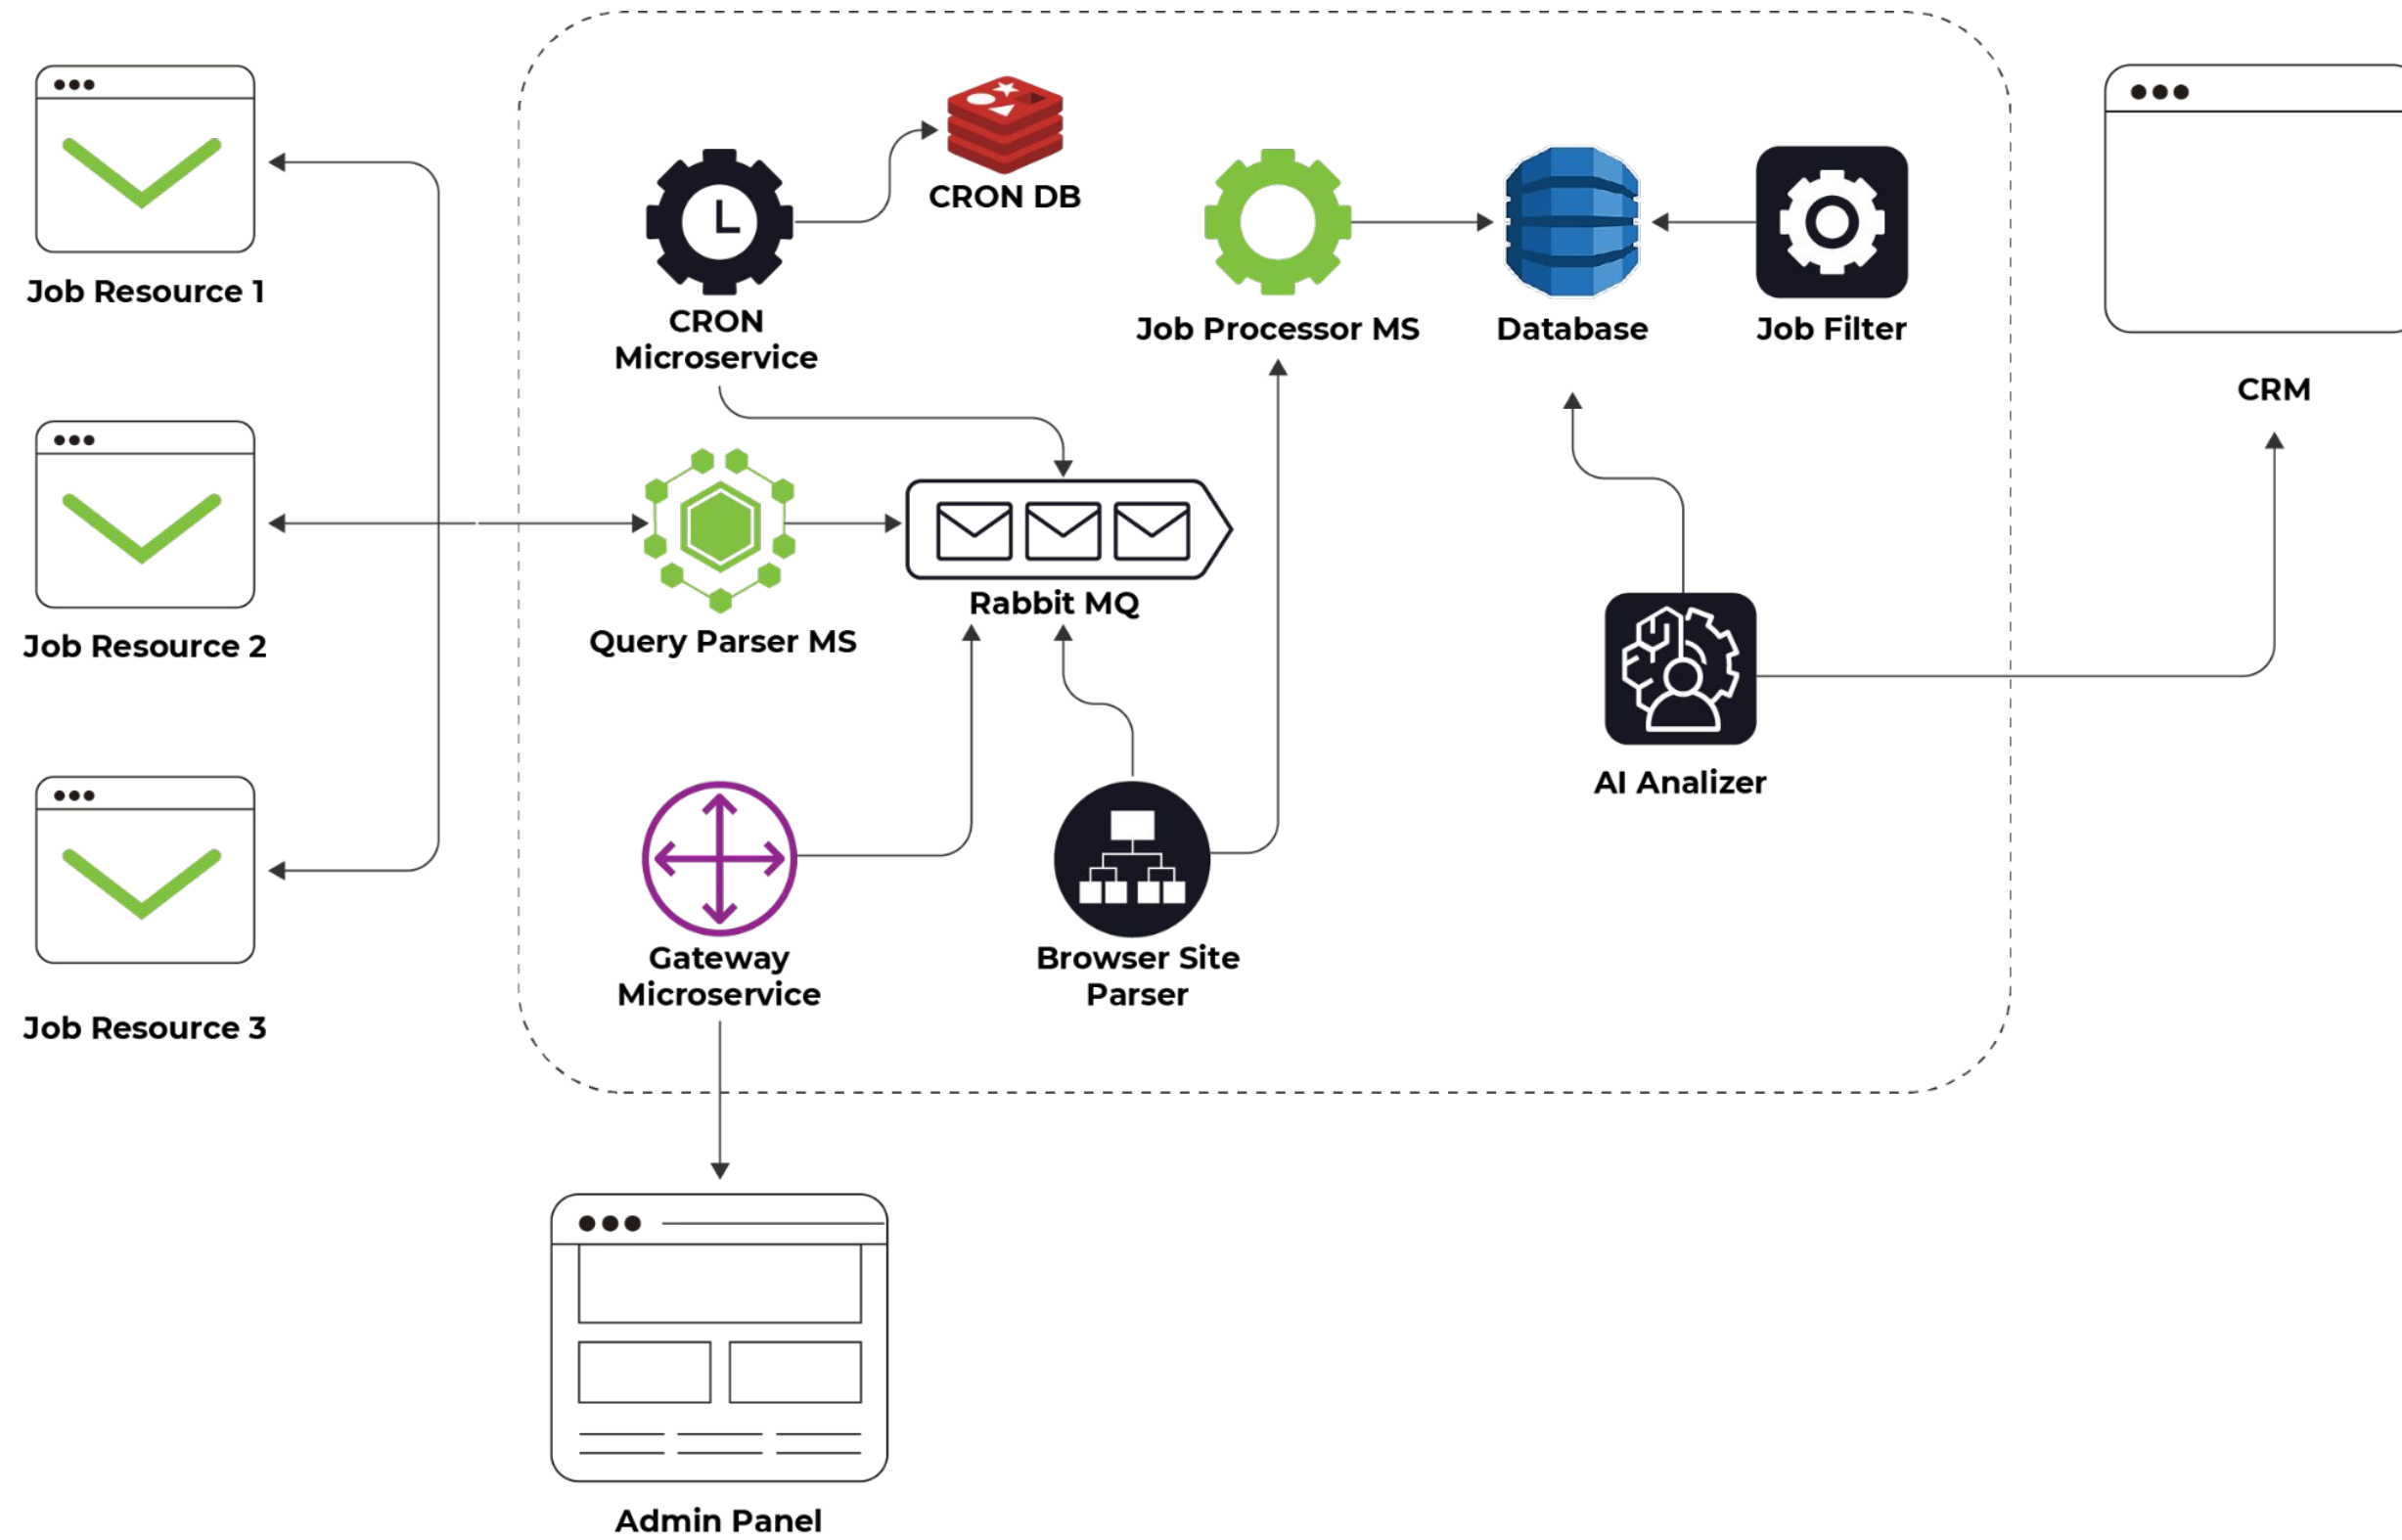 Job Resource 1
Job Resource 2
Job Resource 3
CRON DB
CRON
Microservice
Job Processor MS
Database
Job Filter
CRM
Rabbit MQ
Query Parser MS
AI Analizer
Gateway
Microservice
Browser Site
Parser
Admin Panel